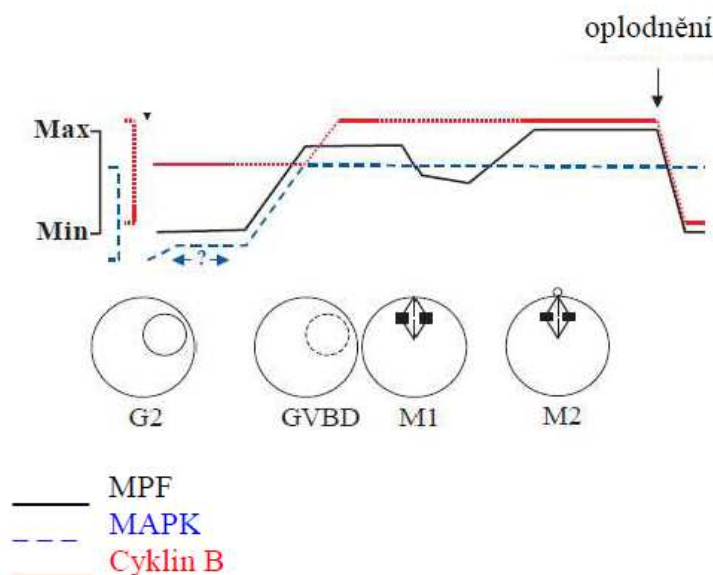 oplodnění
Max
Min
?
G2 GVBD M1 M2
MPF
MAPK
Cyklin B